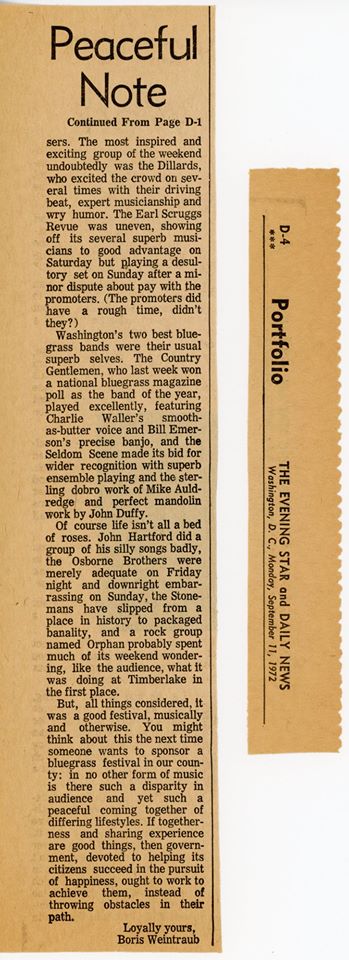 Peaceful
Note
Continued From Page D-1
sers. The most inspired and
exciting group of the weekend
undoubtedly was the Dillards,
who excited the crowd on sev-
eral times with their driving
beat, expert musicianship and
wry humor. The Earl Scruggs
Revue was uneven, showing
off its several superb musi-
cians to good advantage on
Saturday but playing a desul-
tory set on Sunday after a mi-
nor dispute about pay with the
promoters. (The promoters did
have a rough time, didn't
they?)
Washington's two best blue-
grass bands were their usual
superb selves. The Country
Gentlemen, who last week won
a national bluegrass magazine
poll as the band of the year,
played excellently, featuring
Charlie Waller's smooth-
as-butter voice and Bill Emer-
son's precise banjo, and the
Seldom Scene made its bid for
wider recognition with superb
ensemble playing and the ster-
ling dobro work of Mike Auld-
redge and perfect mandolin
work by John Duffy.
Of course life isn't all a bed
of roses. John Hartford did a
group of his silly songs badly,
the Osborne Brothers were
merely adequate on Friday
night and downright embar-
rassing on Sunday, the Stone-
mans have slipped from a
place in history to packaged
banality, and a rock group
named Orphan probably spent
much of its weekend wonder-
ing, like the audience, what it
was doing at Timberlake in
the first place.
But, all things considered, it
was a good festival, musically
and otherwise. You might
think about this the next time
someone wants to sponsor a
bluegrass festival in our coun-
ty: in no other form of music
is there such a disparity in
audience and yet such a
peaceful coming together of
differing lifestyles. If together-
ness and sharing experience
are good things, then govern-
ment, devoted to helping its
citizens succeed in the pursuit
of happiness, ought to work to
achieve them, instead of
throwing obstacles in their
path.
Loyally yours,
Boris Weintraub
D-4
***
Portfolio
THE EVENING STAR and DAILY NEWS
Washington, D. C., Monday, September 11, 1972